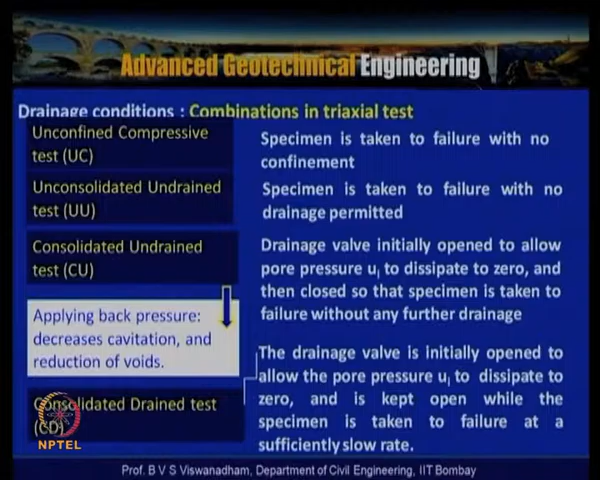 Advanced Geotechnical Engineering
Drainage conditions : Combinations in triaxial test
Unconfined Compressive
test (UC)
Specimen is taken to failure with no
confinement
Unconsolidated Undrained
test (UU)
Specimen is taken to failure with no
drainage permitted
Consolidated Undrained
test (CU)
Drainage valve initially opened to allow
pore pressure ui to dissipate to zero, and
then closed so that specimen is taken to
failure without any further drainage
Applying back pressure:
decreases cavitation, and
reduction of voids.
Consolidated Drained test
(CD)
The drainage valve is initially opened to
allow the pore pressure ui to dissipate to
zero, and is kept open while the
specimen is taken to failure at a
sufficiently slow rate.
NPTEL
Prof. B V S Viswanadham, Department of Civil Engineering, IIT Bombay